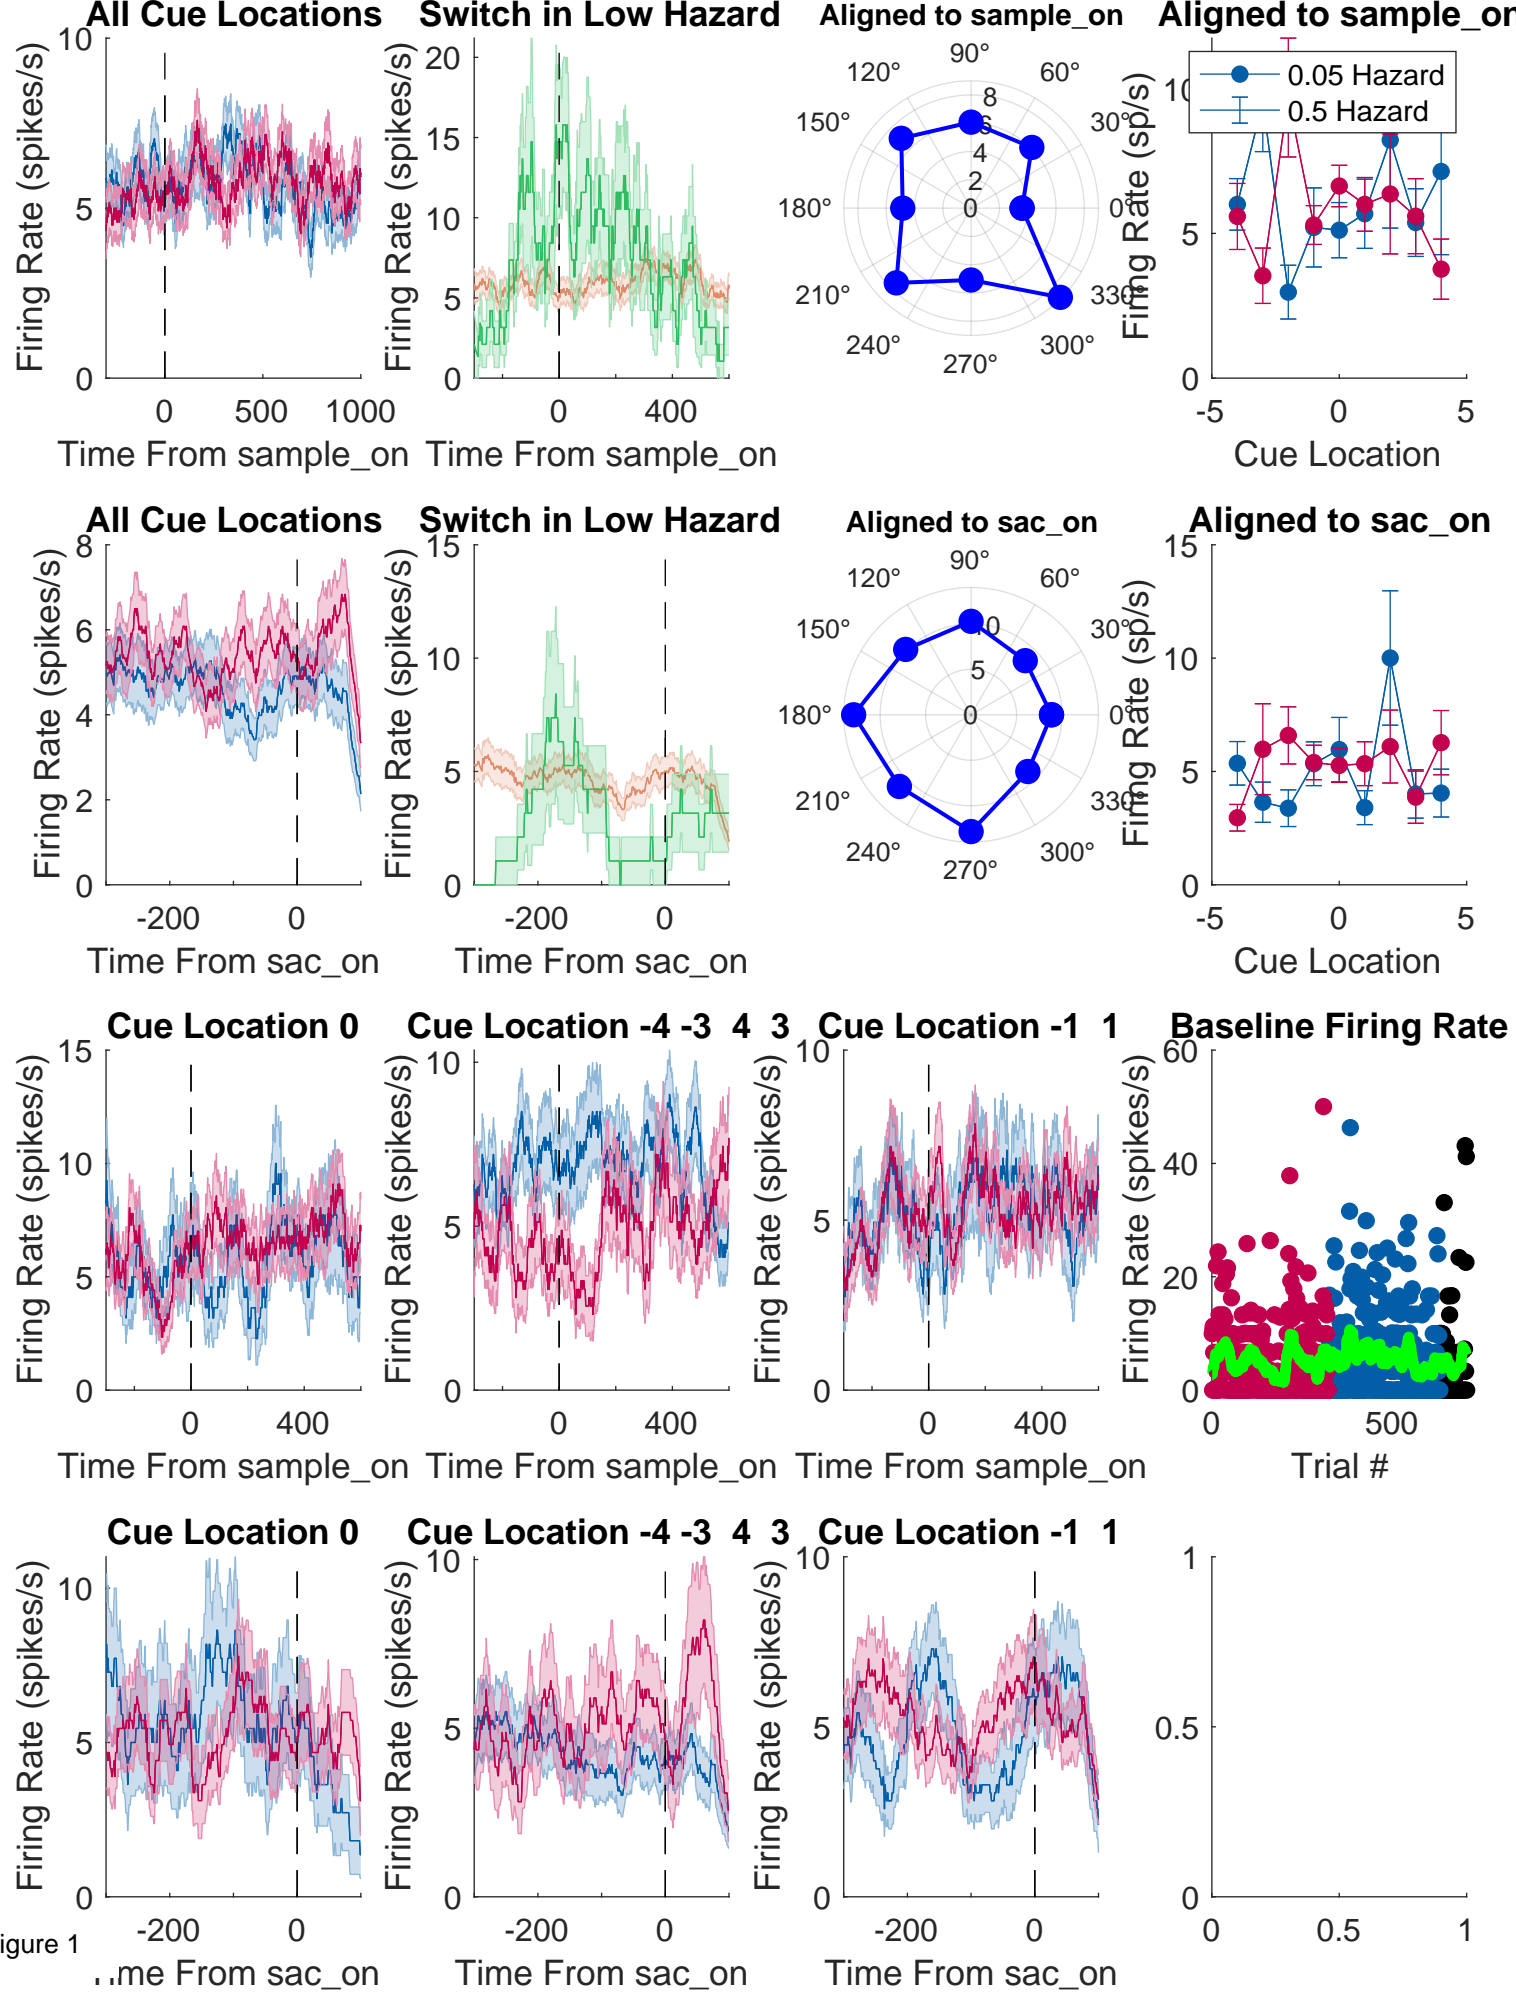 All Cue Locations
10
5
0
0 500 1000
Firing Rate (spikes/s)
Time From sample_on
Switch in Low Hazard
20
15
10
5
0
0 400
Firing Rate (spikes/s)
Time From sample_on
Aligned to sample_on
90°
120° 60°
150° 30°
180° 0°
210° 330°
240° 300°
270°
8
6
4
2
0
Aligned to sample_on
0.05 Hazard
0.5 Hazard
10
5
0
-5 0 5
Firing Rate (sp/s)
Cue Location
All Cue Locations
8
6
4
2
0
-200 0
Firing Rate (spikes/s)
Time From sac_on
Switch in Low Hazard
15
10
5
0
-200 0
Firing Rate (spikes/s)
Time From sac_on
Aligned to sac_on
90°
120° 60°
150° 30°
180° 0°
210° 330°
240° 300°
270°
10
5
0
Aligned to sac_on
15
10
5
0
-5 0 5
Firing Rate (sp/s)
Cue Location
Cue Location 0
15
10
5
0
0 400
Firing Rate (spikes/s)
Time From sample_on
Cue Location -4 -3 4 3
10
5
0
0 400
Firing Rate (spikes/s)
Time From sample_on
Cue Location -1 1
10
5
0
0 400
Firing Rate (spikes/s)
Time From sample_on
Baseline Firing Rate
60
40
20
0
0 500
Firing Rate (spikes/s)
Trial #
Cue Location 0
10
5
0
-200 0
Firing Rate (spikes/s)
Time From sac_on
Cue Location -4 -3 4 3
10
5
0
-200 0
Firing Rate (spikes/s)
Time From sac_on
Cue Location -1 1
10
5
0
-200 0
Firing Rate (spikes/s)
Time From sac_on
1
0.5
0
0 0.5 1
igure 1